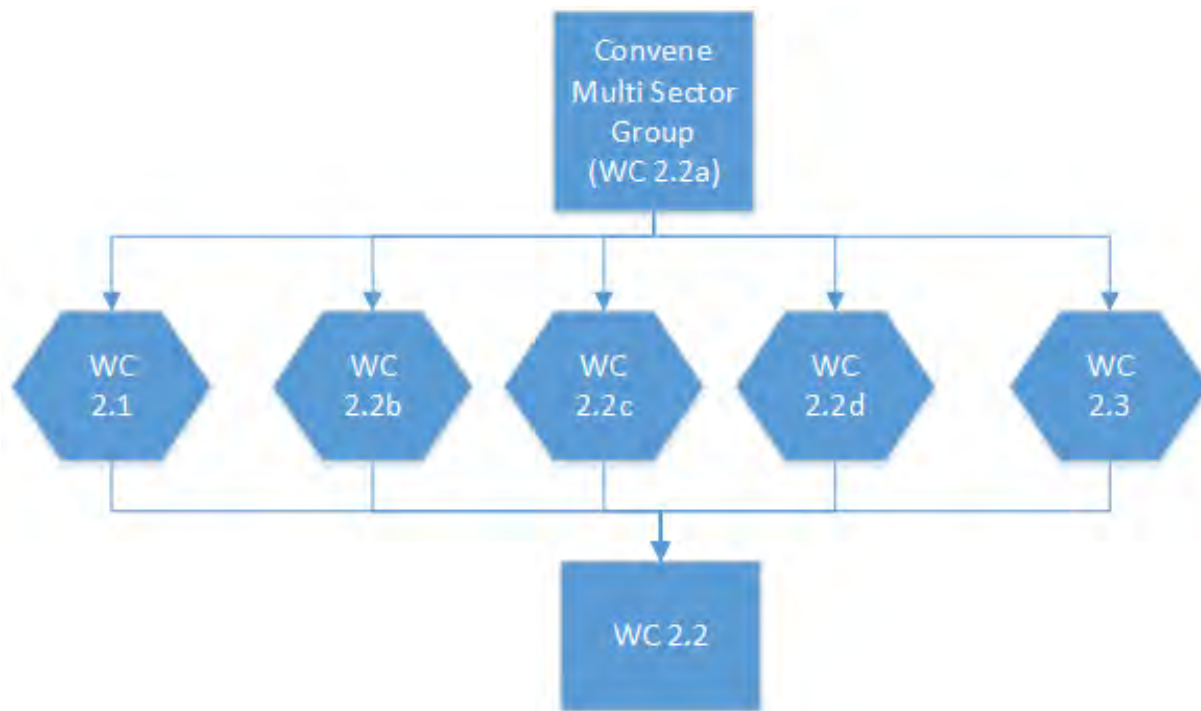 Convene
Multi Sector
Group
(WC 2.2a)
WC
2.1
WC
2.2b
WC
2.2c
WC
2.2d
WC
2.3
WC 2.2